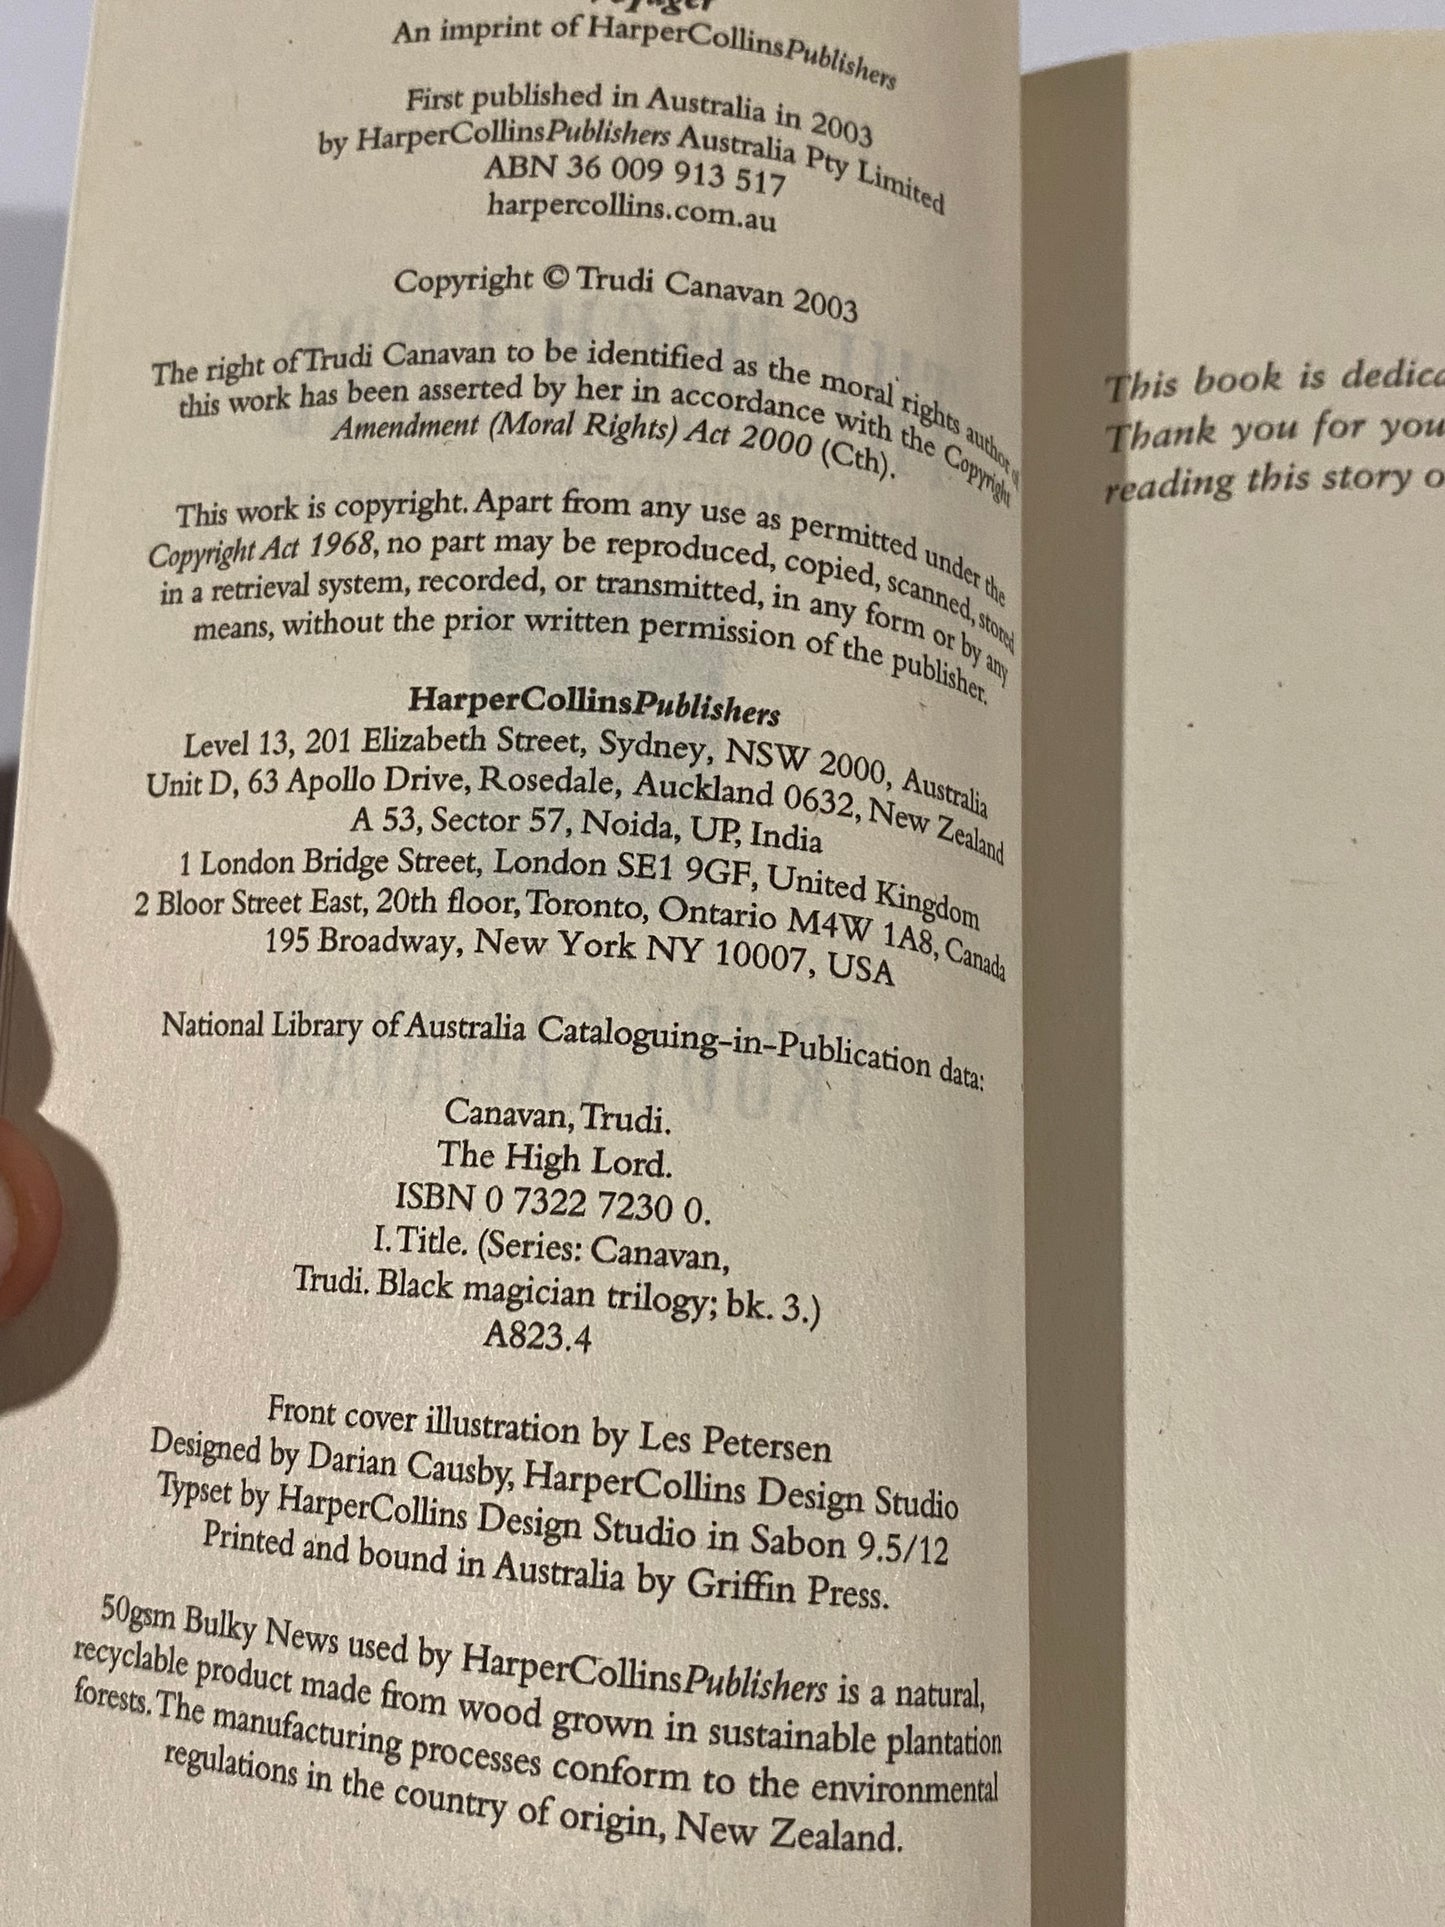 An imprint of HarperCollinsPublishers
First published in Australia in 2003
by HarperCollinsPublishers Australia Pty Limited
ABN 36 009 913 517
harpercollins.com.au
Copyright © Trudi Canavan 2003
The right of Trudi Canavan to be identified as the moral rights author of
this work has been asserted by her in accordance with the Copyright
Amendment (Moral Rights) Act 2000 (Cth).
This work is copyright. Apart from any use as permitted under the
Copyright Act 1968, no part may be reproduced, copied, scanned, stored
in a retrieval system, recorded, or transmitted, in any form or by any
means, without the prior written permission of the publisher.
HarperCollinsPublishers
Level 13, 201 Elizabeth Street, Sydney, NSW 2000, Australia
Unit D, 63 Apollo Drive, Rosedale, Auckland 0632, New Zealand
A 53, Sector 57, Noida, UP, India
1 London Bridge Street, London SE1 9GF, United Kingdom
2 Bloor Street East, 20th floor, Toronto, Ontario M4W 1A8, Canada
195 Broadway, New York NY 10007, USA
National Library of Australia Cataloguing-in-Publication data:
Canavan, Trudi.
The High Lord.
ISBN 0 7322 7230 0.
I. Title. (Series: Canavan,
Trudi. Black magician trilogy; bk. 3.)
A823.4
Front cover illustration by Les Petersen
Designed by Darian Causby, HarperCollins Design Studio
Typset by HarperCollins Design Studio in Sabon 9.5/12
Printed and bound in Australia by Griffin Press.
50gsm Bulky News used by HarperCollinsPublishers is a natural,
recyclable product made from wood grown in sustainable plantation
forests. The manufacturing processes conform to the environmental
regulations in the country of origin, New Zealand.
This book is
Thank you for
reading this story